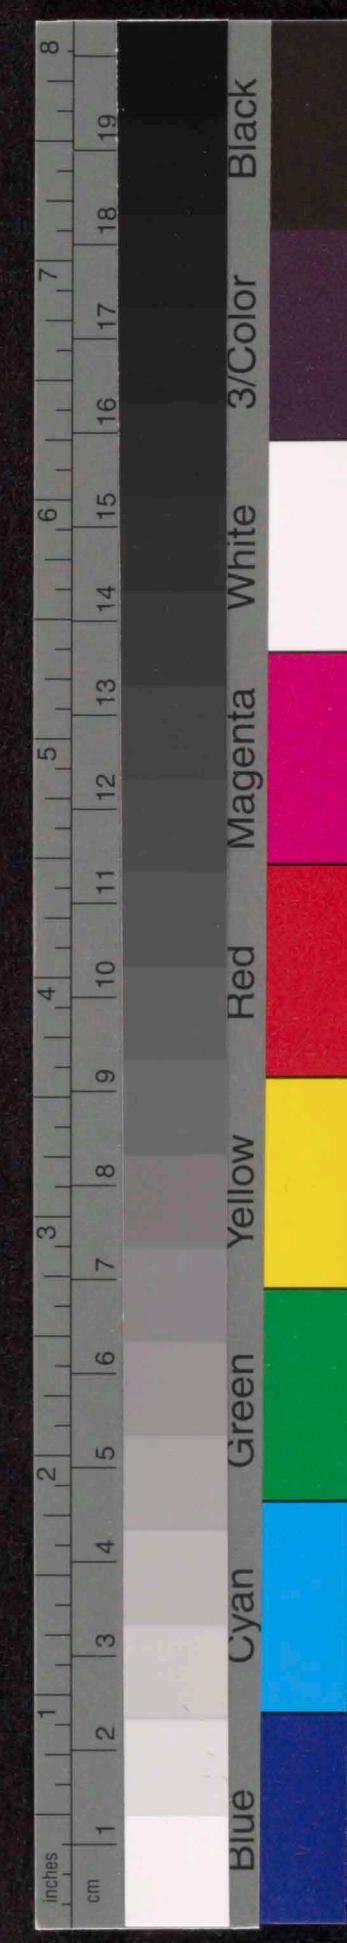 inches 1 2 3 4 5 6 7 8
cm 1 2 3 4 5 6 7 8 9 10 11 12 13 14 15 16 17 18 19
Blue Cyan Green Yellow Red Magenta White 3/Color Black